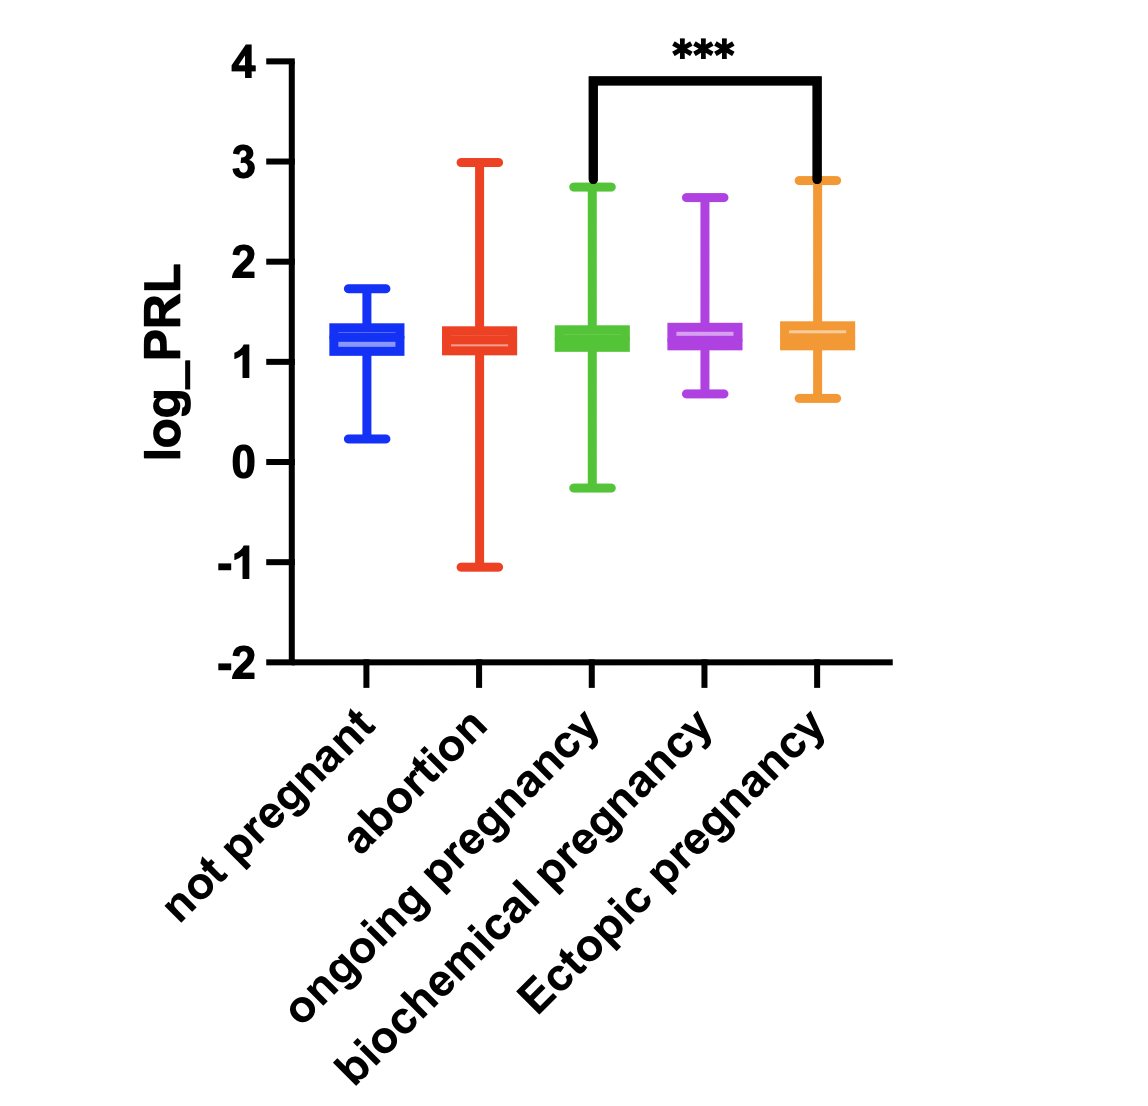 ***
4
3
2
1
0
-1
-2
log_PRL
not pregnant
abortion
ongoing pregnancy
biochemical pregnancy
Ectopic pregnancy